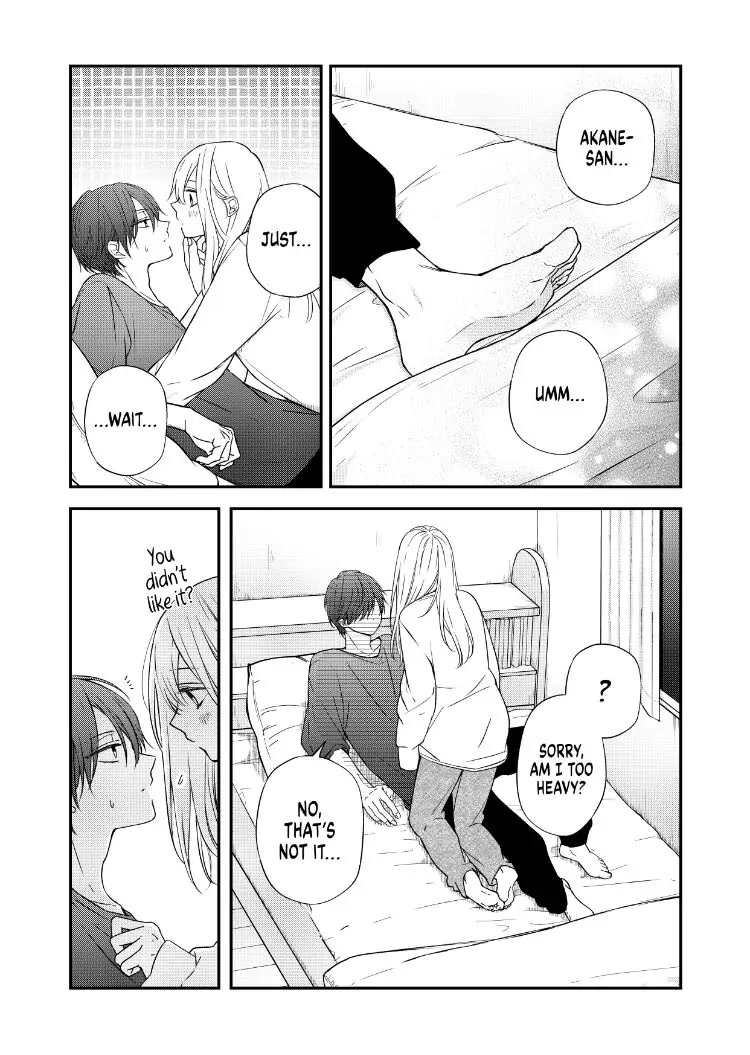 AKANE-
SAN...
UMM...
JUST...
...WAIT...
?
SORRY,
AM I TOO
HEAVY?
NO,
THAT'S
NOT IT...
You
didn't
like it?